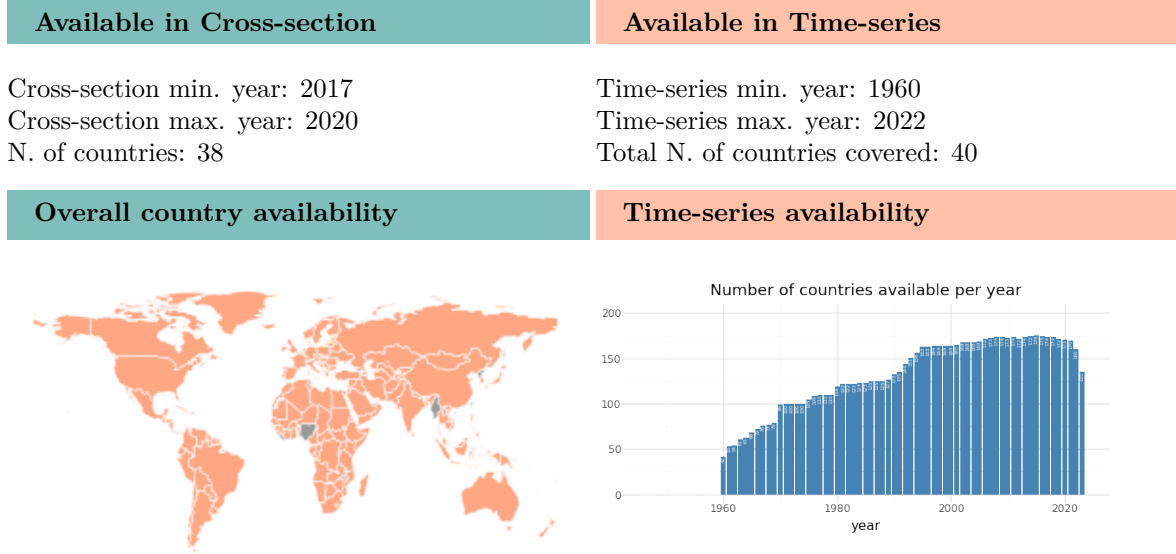 Available in Cross-section
Available in Time-series
Cross-section min. year: 2017
Cross-section max. year: 2020
N. of countries: 38
Time-series min. year: 1960
Time-series max. year: 2022
Total N. of countries covered: 40
Overall country availability
Time-series availability
Number of countries available per year
200
150
100
50
0
1960
1980
2000
2020
year